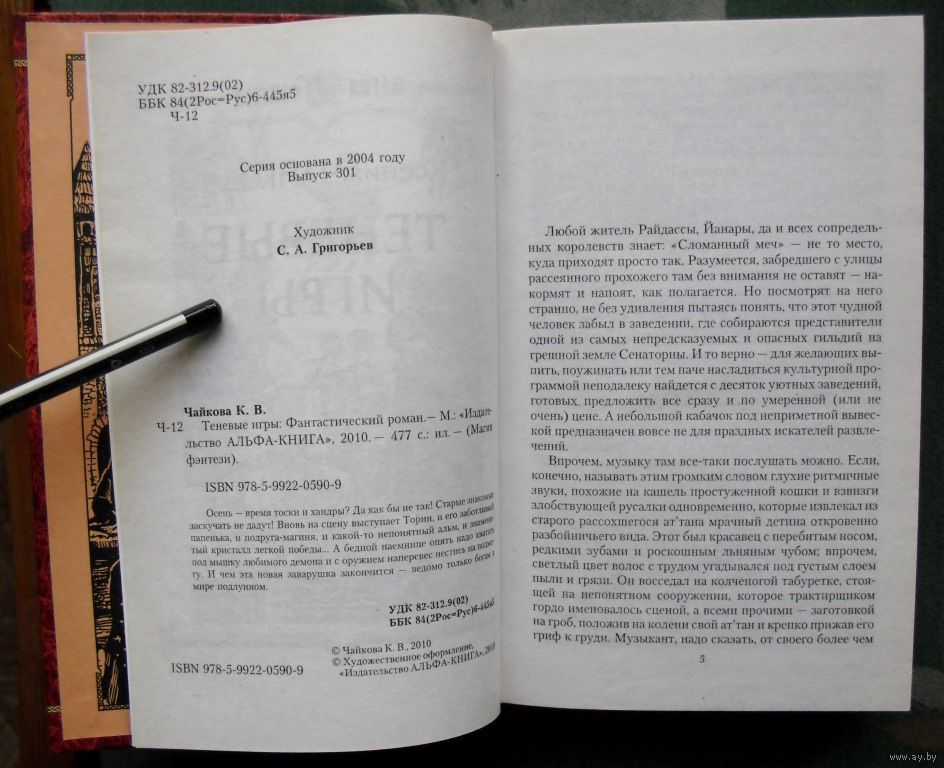 УДК 82-312.9(02)
ББК 84(2Рос=Рус)6-445я5
Ч-12
Серия основана в 2004 году
Выпуск 301
Художник
С. А. Григорьев
Чайкова К. В.
Ч-12 Теневые игры: Фантастический роман.— М.: «Издательство АЛЬФА-КНИГА», 2010.— 477 с.: ил.— (Магия
фэнтези).
ISBN 978-5-9922-0590-9
Осень — время тоски и хандры? Да как бы не так! Старые знакомые
заскучать не дадут! Вновь на сцену выступает Торин, и его заботливый
папенька, и подруга-магиня, и какой-то непонятный альм, и знаменитый кристалл легкой победы... А бедной наемнице опять надо хватать
под мышку любимого демона и с оружием наперевес нестись на подмогу. И чем эта новая заварушка закончится — ведомо только богам в
мире подлунном.
УДК 82-312.9(02)
ББК 84(2Рос=Рус)6-445я5
© Чайкова К. В., 2010
© Художественное оформление,
«Издательство АЛЬФА-КНИГА», 2010
ISBN 978-5-9922-0590-9
Любой житель Райдассы, Йанары, да и всех сопредель-
ных королевств знает: «Сломанный меч» — не то место,
куда приходят просто так. Разумеется, забредшего с улицы
рассеянного прохожего там без внимания не оставят — на-
кормят и напоят, как полагается. Но посмотрят на него
странно, не без удивления пытаясь понять, что этот чудной
человек забыл в заведении, где собираются представители
одной из самых непредсказуемых и опасных гильдий на
грешной земле Сенаторны. И то верно — для желающих вы-
пить, поужинать или тем паче насладиться культурной про-
граммой неподалеку найдется с десяток уютных заведений,
готовых предложить все сразу и по умеренной (или не
очень) цене. А небольшой кабачок под неприметной вывес-
кой предназначен вовсе не для праздных искателей развле-
чений.
Впрочем, музыку там все-таки послушать можно. Если,
конечно, называть этим громким словом глухие ритмичные
звуки, похожие на кашель простуженной кошки и взвизги
злобствующей русалки одновременно, которые извлекал из
старого рассохшегося ат'тана мрачный детина откровенно
разбойничьего вида. Этот был красавец с перебитым носом,
редкими зубами и роскошным льняным чубом; впрочем,
светлый цвет волос с трудом угадывался под густым слоем
пыли и грязи. Он восседал на колченогой табуретке, стоя-
щей на непонятном сооружении, которое трактирщиком
гордо именовалось сценой, а всеми прочими — заготовкой
на гроб, положив на колени свой ат'тан и крепко прижав его
гриф к груди. Музыкант, надо сказать, от своего более чем
5
www.ay.by